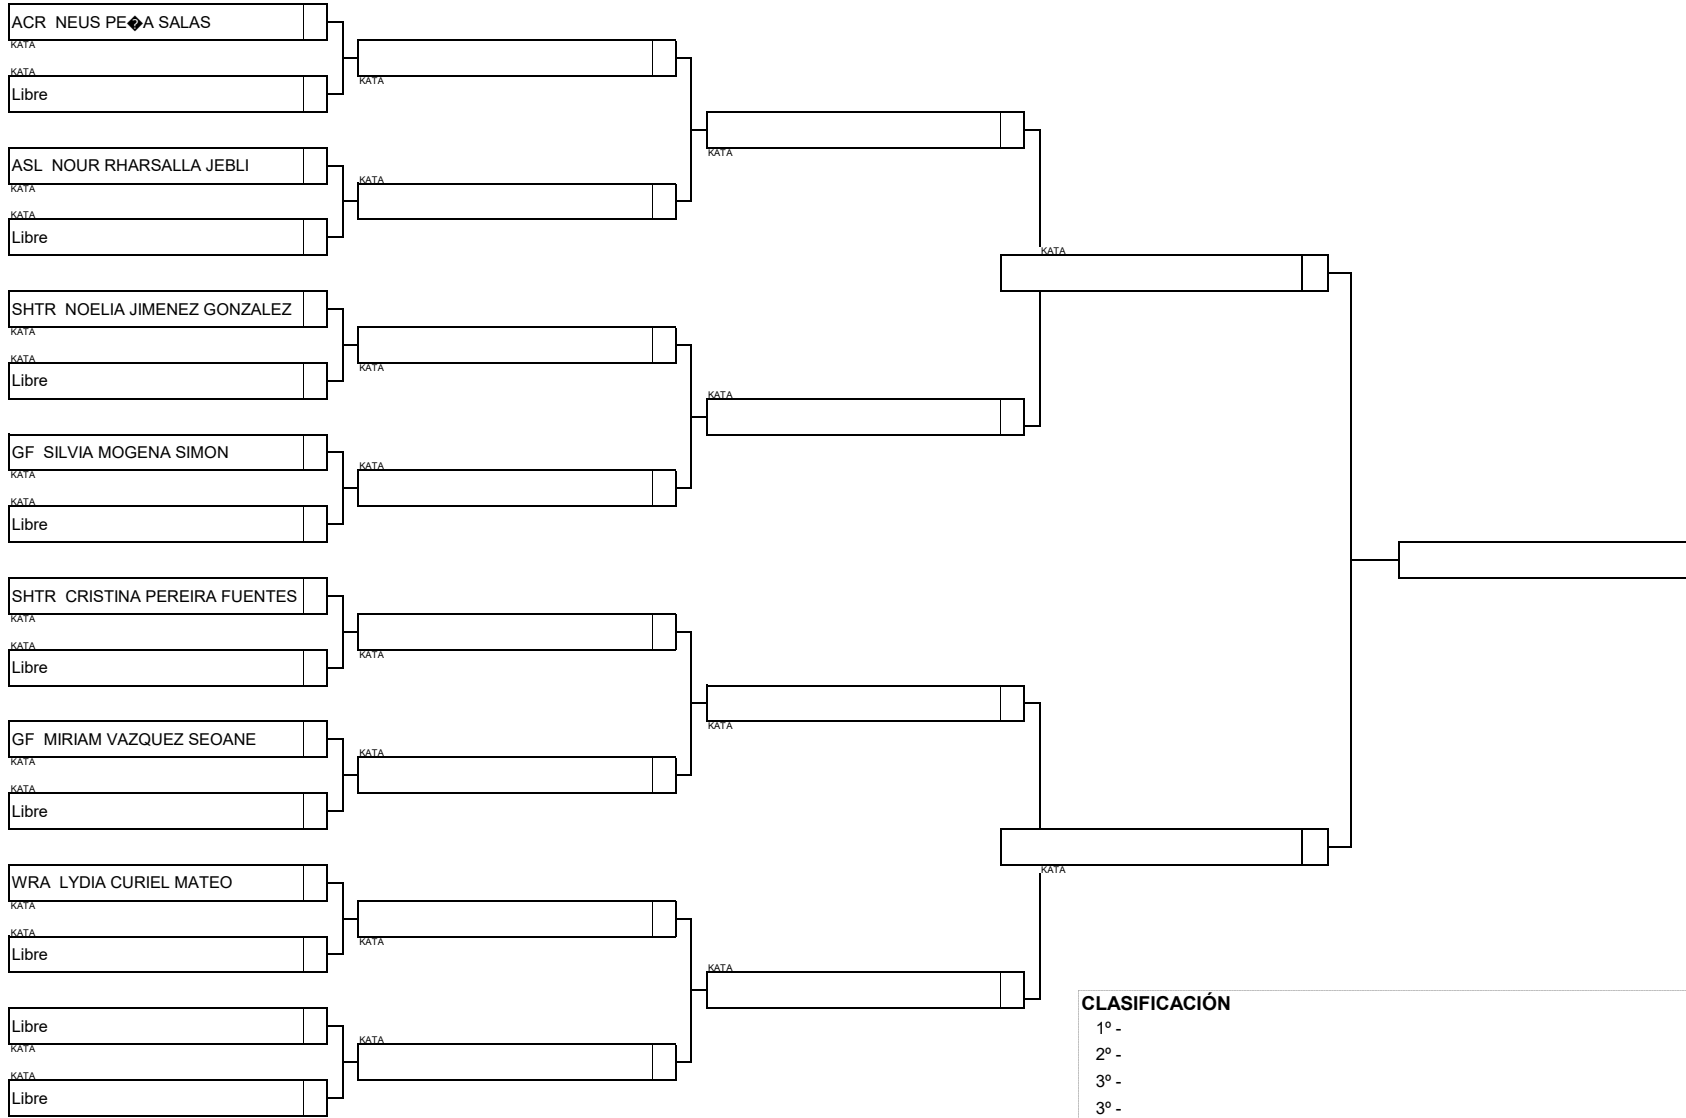 ACR NEUS PE�A SALAS
KATA
KATA
Libre
ASL NOUR RHARSALLA JEBLI
KATA
KATA
Libre
SHTR NOELIA JIMENEZ GONZALEZ
KATA
KATA
Libre
GF SILVIA MOGENA SIMON
KATA
KATA
Libre
SHTR CRISTINA PEREIRA FUENTES
KATA
KATA
Libre
GF MIRIAM VAZQUEZ SEOANE
KATA
KATA
Libre
WRA LYDIA CURIEL MATEO
KATA
KATA
Libre
Libre
KATA
KATA
Libre
KATA
KATA
KATA
KATA
KATA
KATA
KATA
KATA
KATA
KATA
KATA
KATA
KATA
KATA
CLASIFICACIÓN
1º -
2º -
3º -
3º -